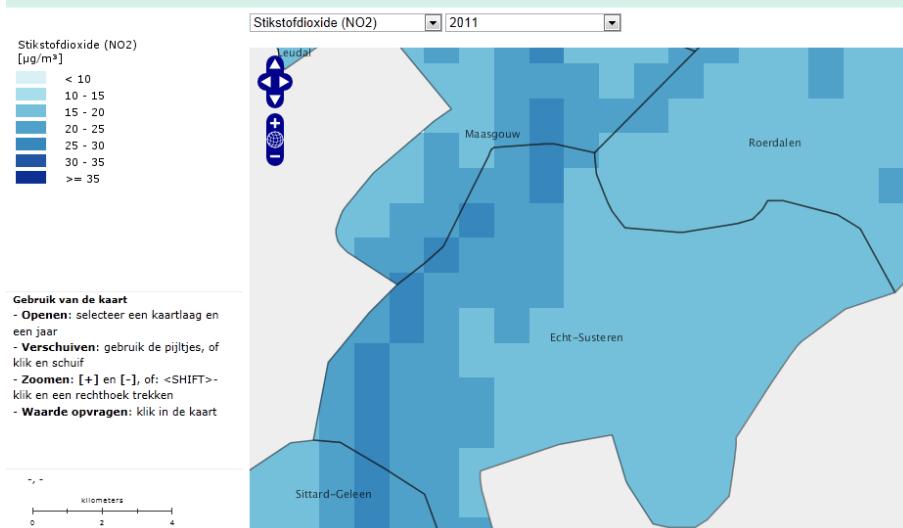 Stikstofdioxide (NO2) 2011
Stikstofdioxide (NO2)
[µg/m³]
< 10
10 - 15
15 - 20
20 - 25
25 - 30
30 - 35
>= 35
Leudal
Maasgouw
Roerdalen
Echt-Susteren
Sittard-Geleen
Gebruik van de kaart
- Openen: selecteer een kaartlaag en
een jaar
- Verschuiven: gebruik de pijltjes, of
klik en schuif
- Zoomen: [+] en [-], of: <SHIFT>-
klik en een rechthoek trekken
- Waarde opvragen: klik in de kaart
-, -
kilometers
0 2 4